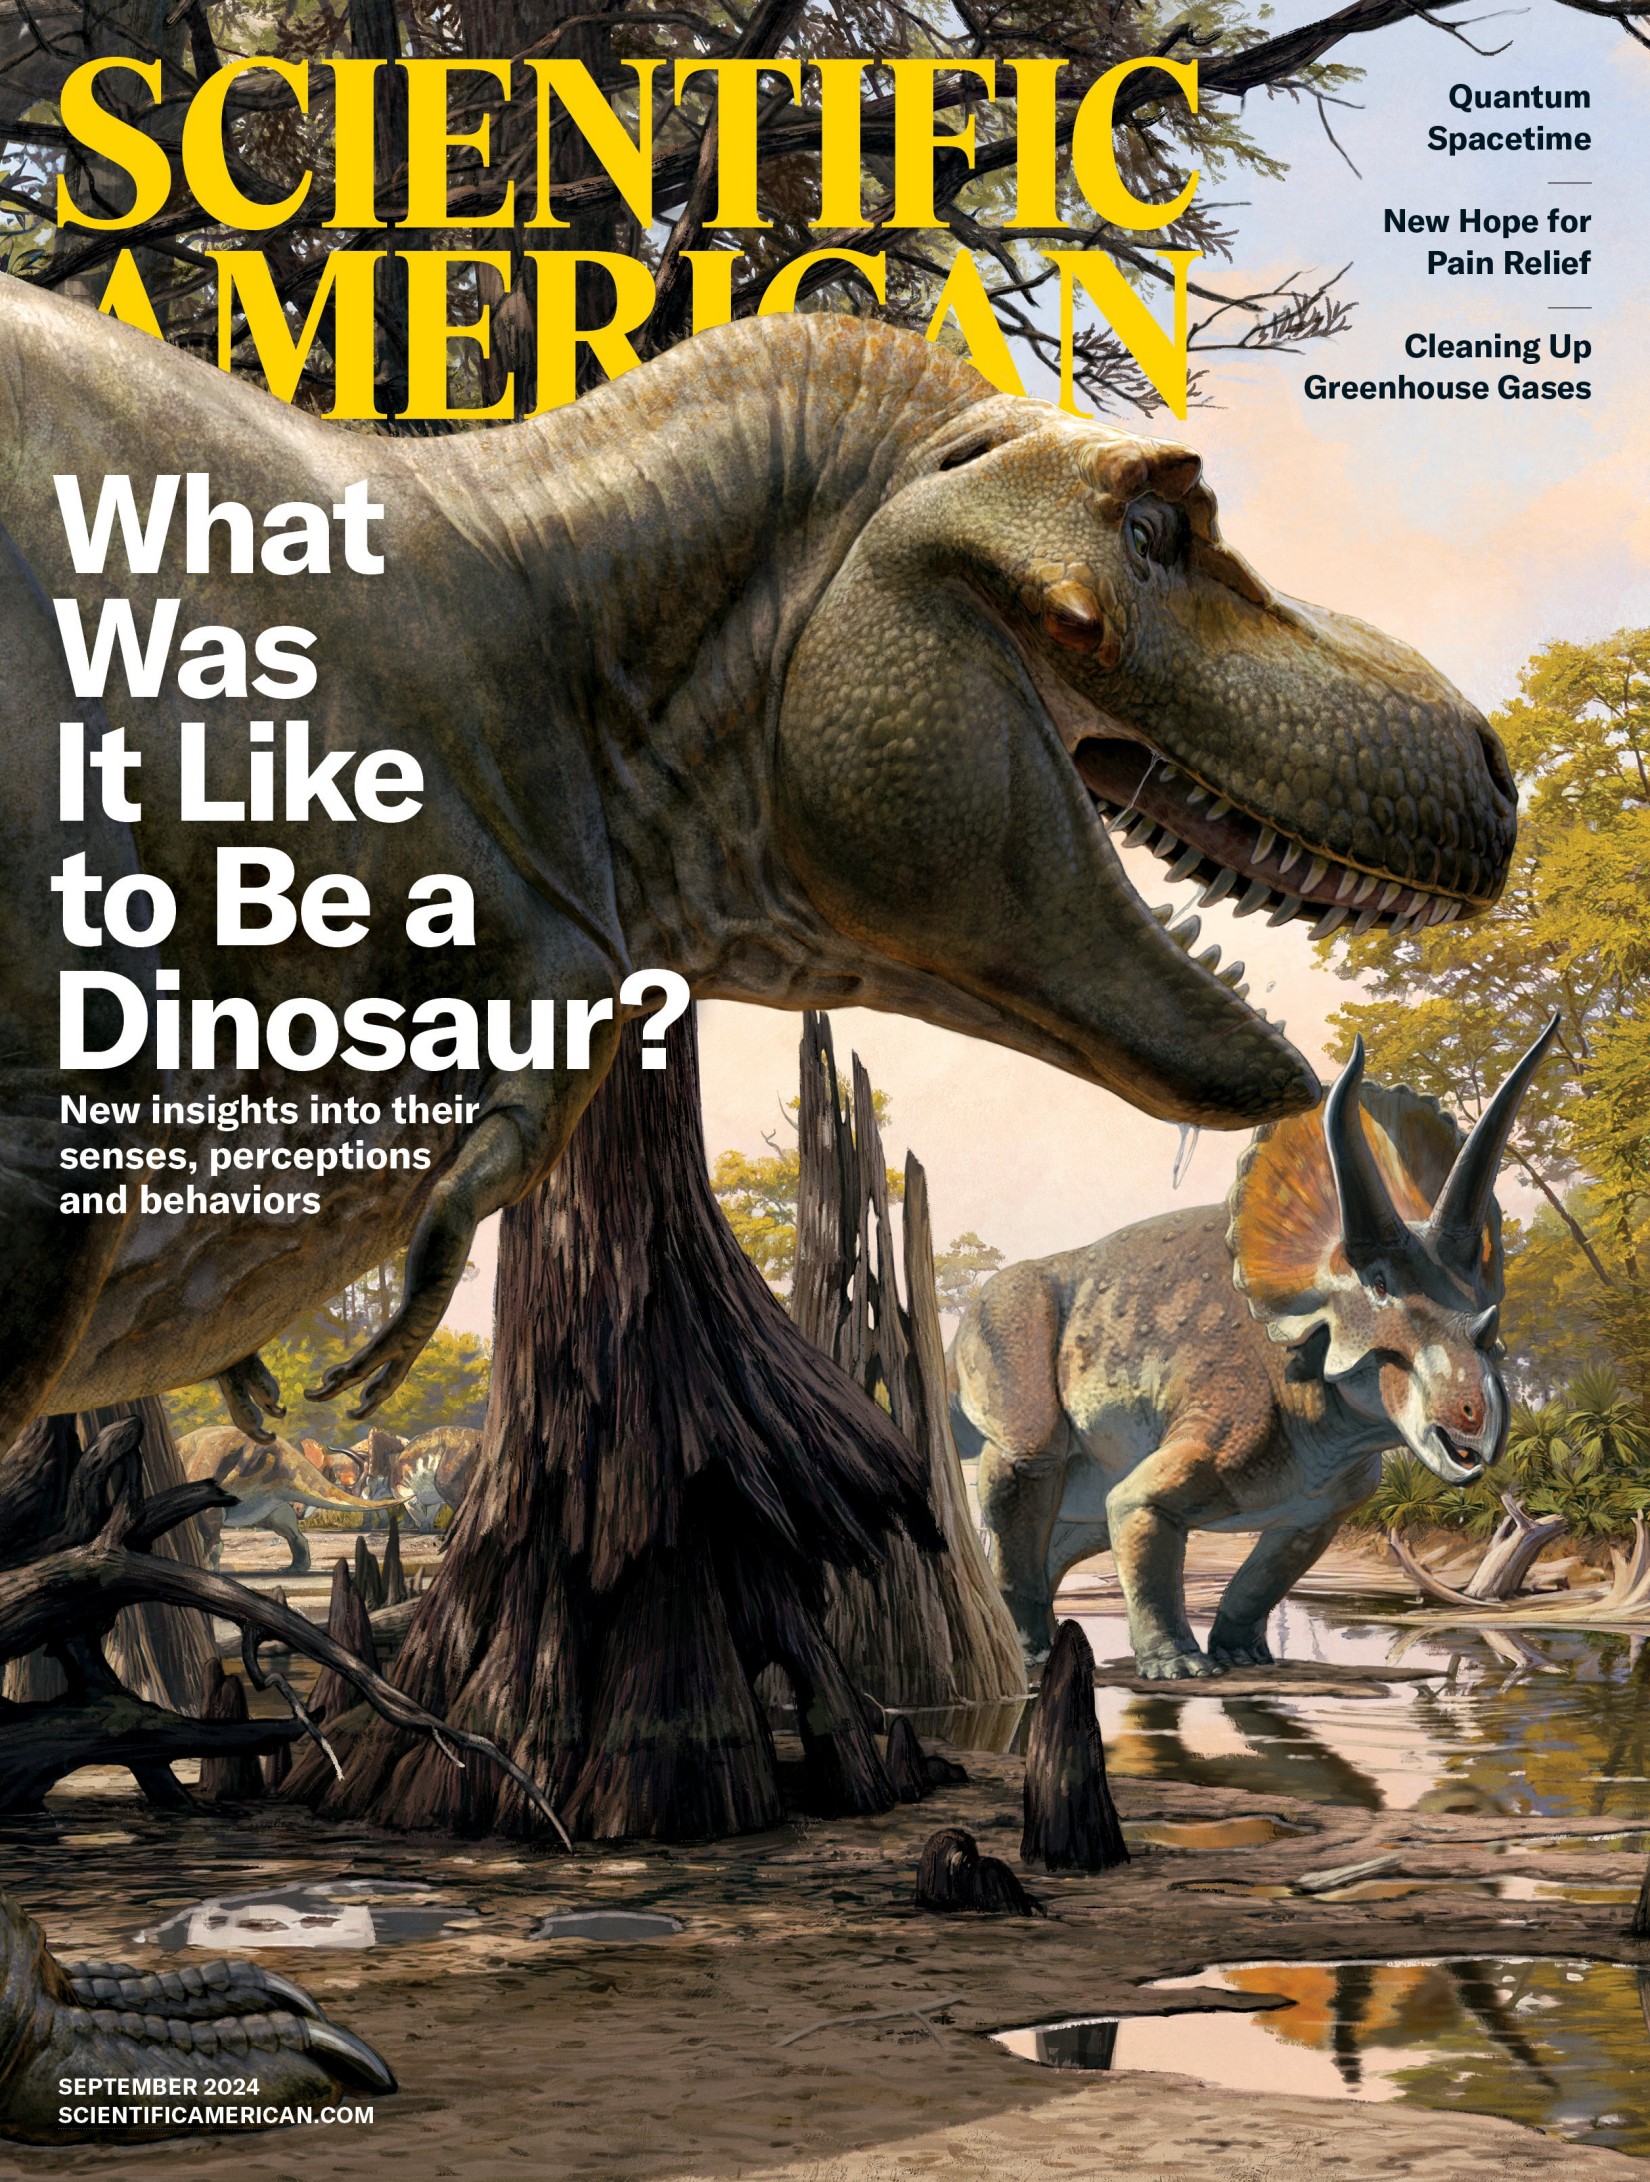 SCIENTIFIC
AMERICAN
Quantum
Spacetime
New Hope for
Pain Relief
Cleaning Up
Greenhouse Gases
What
Was
It Like
to Be a
Dinosaur?
New insights into their
senses, perceptions
and behaviors
SEPTEMBER 2024
SCIENTIFICAMERICAN.COM